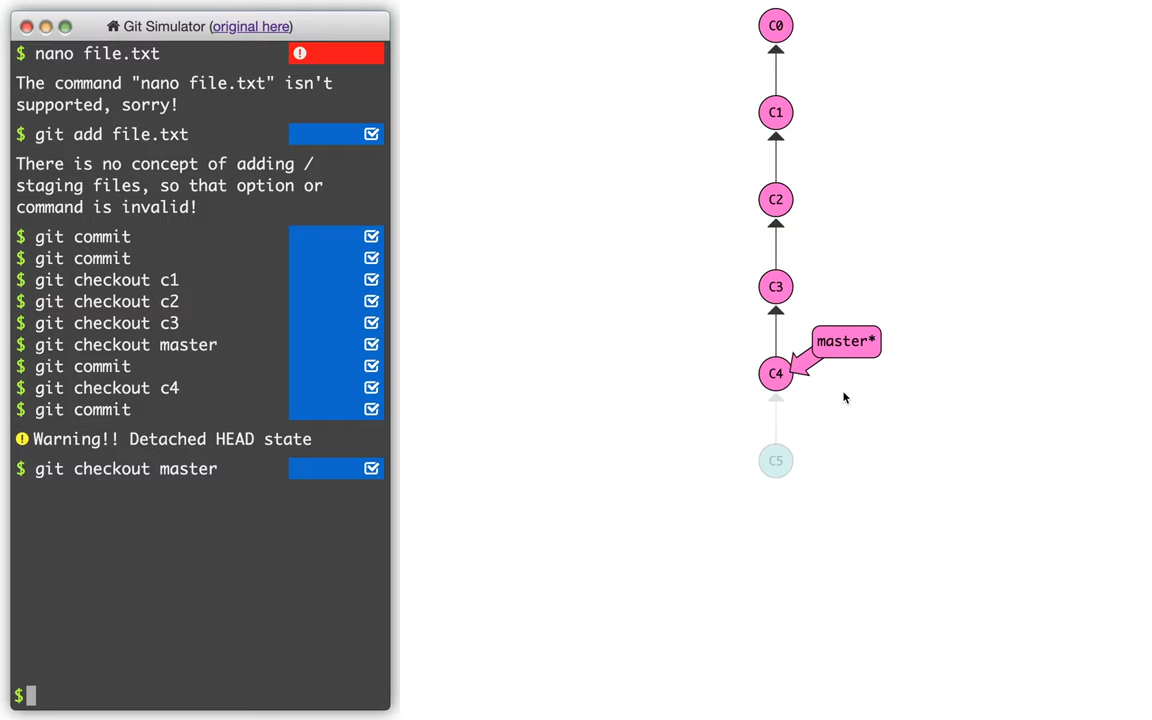 Git Simulator (original here)
$ nano file.txt
The command "nano file.txt" isn't
supported, sorry!
$ git add file.txt
There is no concept of adding /
staging files, so that option or
command is invalid!
$ git commit
$ git commit
$ git checkout c1
$ git checkout c2
$ git checkout c3
$ git checkout master
$ git commit
$ git checkout c4
$ git commit
Warning!! Detached HEAD state
$ git checkout master
$
C0
C1
C2
C3
master*
C4
C5